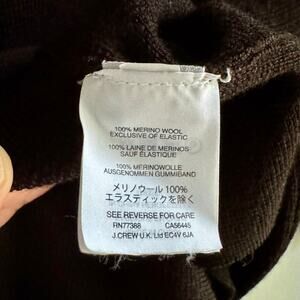 100% MERINO WOOL
EXCLUSIVE OF ELASTIC
100% LAINE DE MERINOS
SAUF ÉLASTIQUE
100% MERINOWOLLE
AUSGENOMMEN GUMMIBAND
メリノウール 100%
エラスティックを除く
SEE REVERSE FOR CARE
RN77388 CA56445
J.CREW U.K. Ltd EC4V 6JA